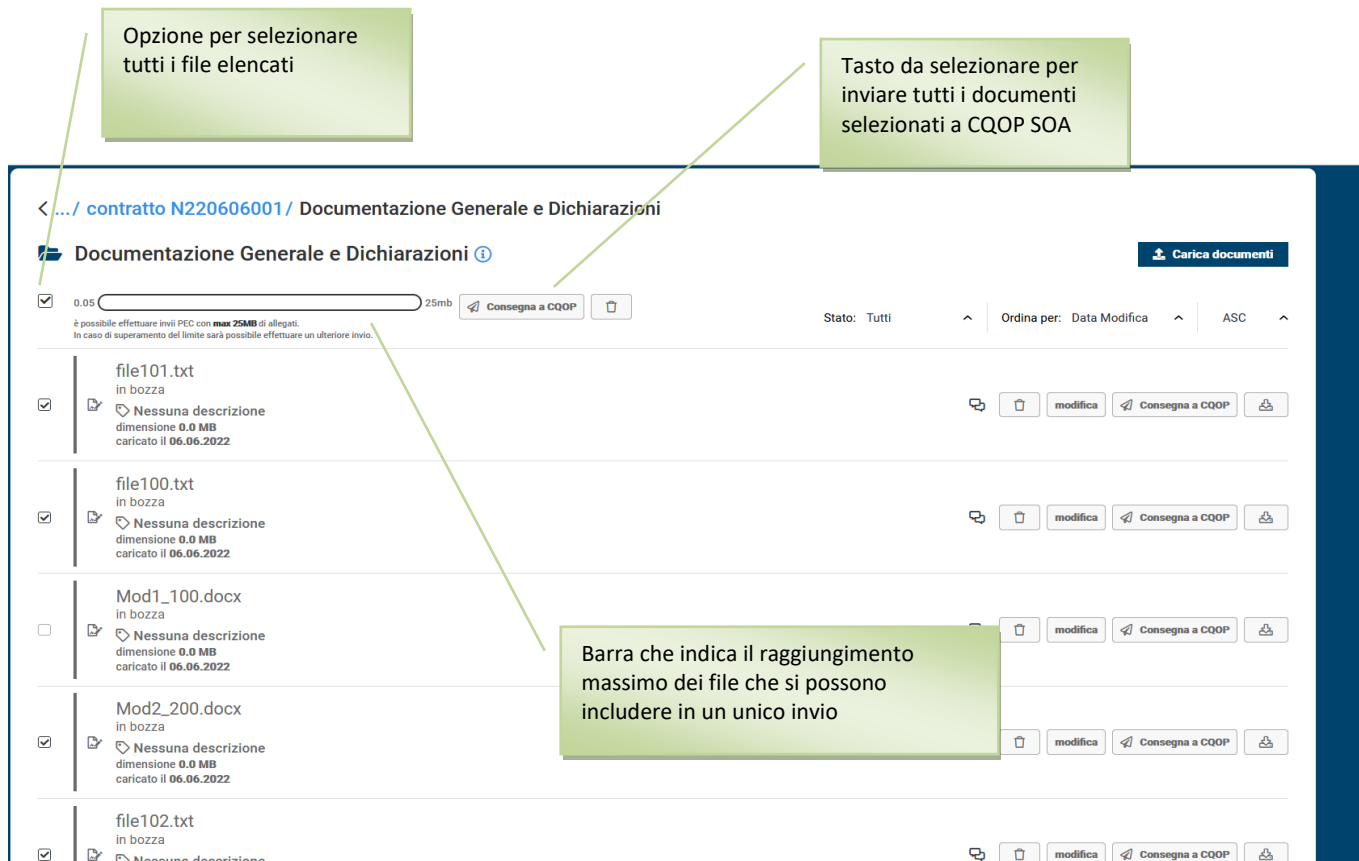 Opzione per selezionare
tutti i file elencati
Tasto da selezionare per
inviare tutti i documenti
selezionati a CQOP SOA
< .../ contratto N220606001/ Documentazione Generale e Dichiarazioni
Documentazione Generale e Dichiarazioni
Carica documenti
0.05 25mb Consegna a CQOP
è possibile effettuare invii PEC con max 25MB di allegati.
In caso di superamento del limite sarà possibile effettuare un ulteriore invio.
Stato: Tutti Ordina per: Data Modifica ASC
file101.txt
in bozza
Nessuna descrizione
dimensione 0.0 MB
caricato il 06.06.2022
modifica Consegna a CQOP
file100.txt
in bozza
Nessuna descrizione
dimensione 0.0 MB
caricato il 06.06.2022
modifica Consegna a CQOP
Mod1_100.docx
in bozza
Nessuna descrizione
dimensione 0.0 MB
caricato il 06.06.2022
modifica Consegna a CQOP
Barra che indica il raggiungimento
massimo dei file che si possono
includere in un unico invio
Mod2_200.docx
in bozza
Nessuna descrizione
dimensione 0.0 MB
caricato il 06.06.2022
modifica Consegna a CQOP
file102.txt
in bozza
Nessuna descrizione
modifica Consegna a CQOP